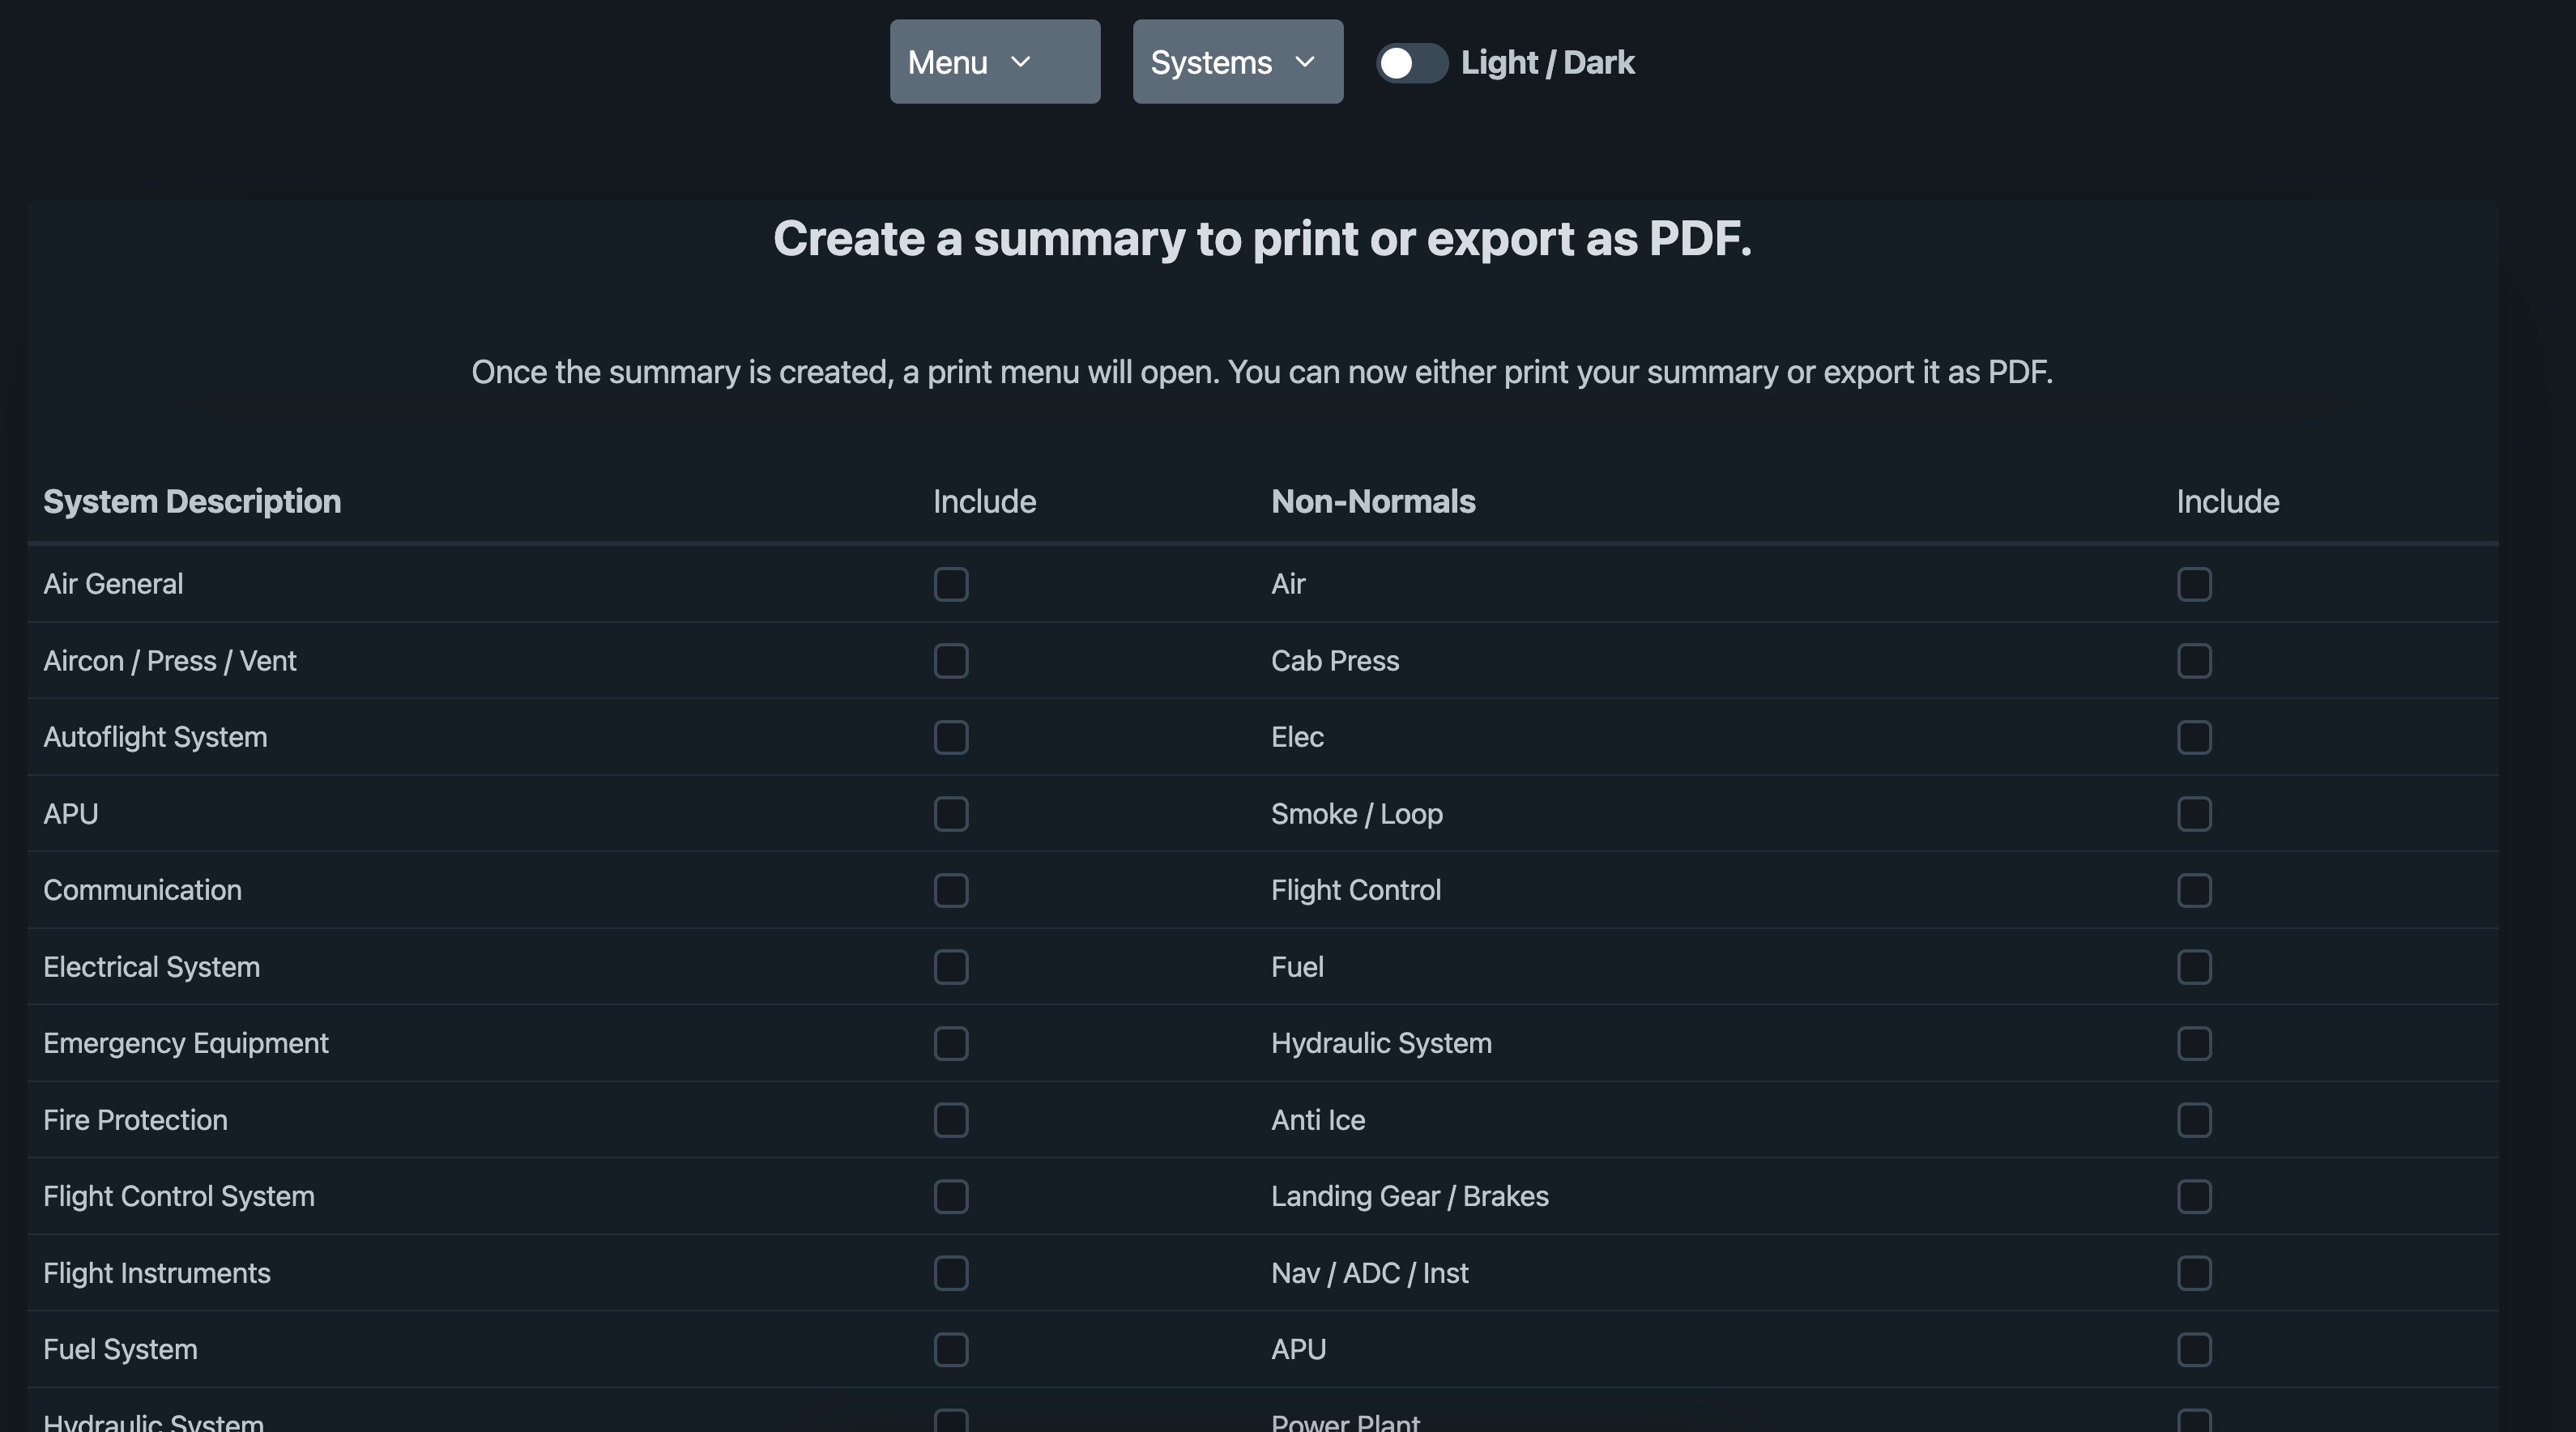 Menu Systems Light / Dark
Create a summary to print or export as PDF.
Once the summary is created, a print menu will open. You can now either print your summary or export it as PDF.
System Description Include Non-Normals Include
Air General Air
Aircon / Press / Vent Cab Press
Autoflight System Elec
APU Smoke / Loop
Communication Flight Control
Electrical System Fuel
Emergency Equipment Hydraulic System
Fire Protection Anti Ice
Flight Control System Landing Gear / Brakes
Flight Instruments Nav / ADC / Inst
Fuel System APU
Hydraulic System Power Plant